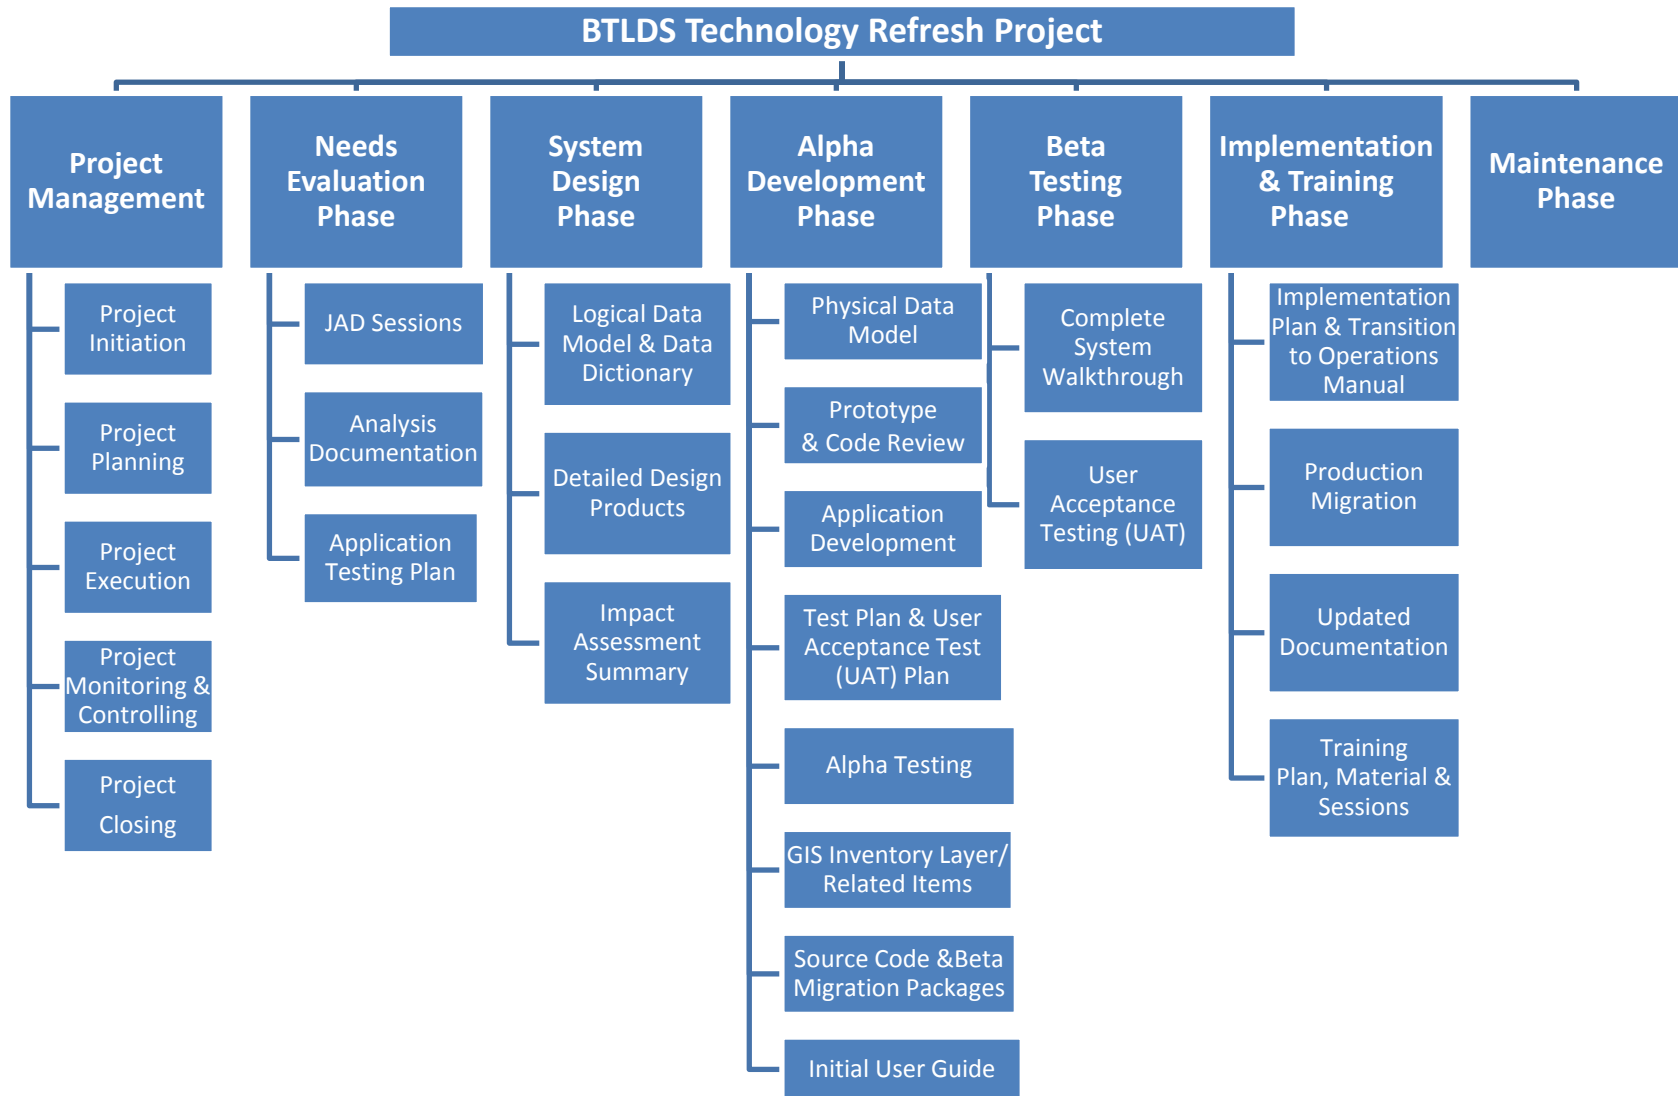 BTLDS Technology Refresh Project
Project
Management
Project
Initiation
Project
Planning
Project
Execution
Project
Monitoring &
Controlling
Project
Closing
Needs
Evaluation
Phase
JAD Sessions
Analysis
Documentation
Application
Testing Plan
System
Design
Phase
Logical Data
Model & Data
Dictionary
Detailed Design
Products
Impact
Assessment
Summary
Alpha
Development
Phase
Physical Data
Model
Prototype
& Code Review
Application
Development
Test Plan & User
Acceptance Test
(UAT) Plan
Alpha Testing
GIS Inventory Layer/
Related Items
Source Code &Beta
Migration Packages
Initial User Guide
Beta
Testing
Phase
Complete
System
Walkthrough
User
Acceptance
Testing (UAT)
Implementation
& Training
Phase
Implementation
Plan & Transition
to Operations
Manual
Production
Migration
Updated
Documentation
Training
Plan, Material &
Sessions
Maintenance
Phase